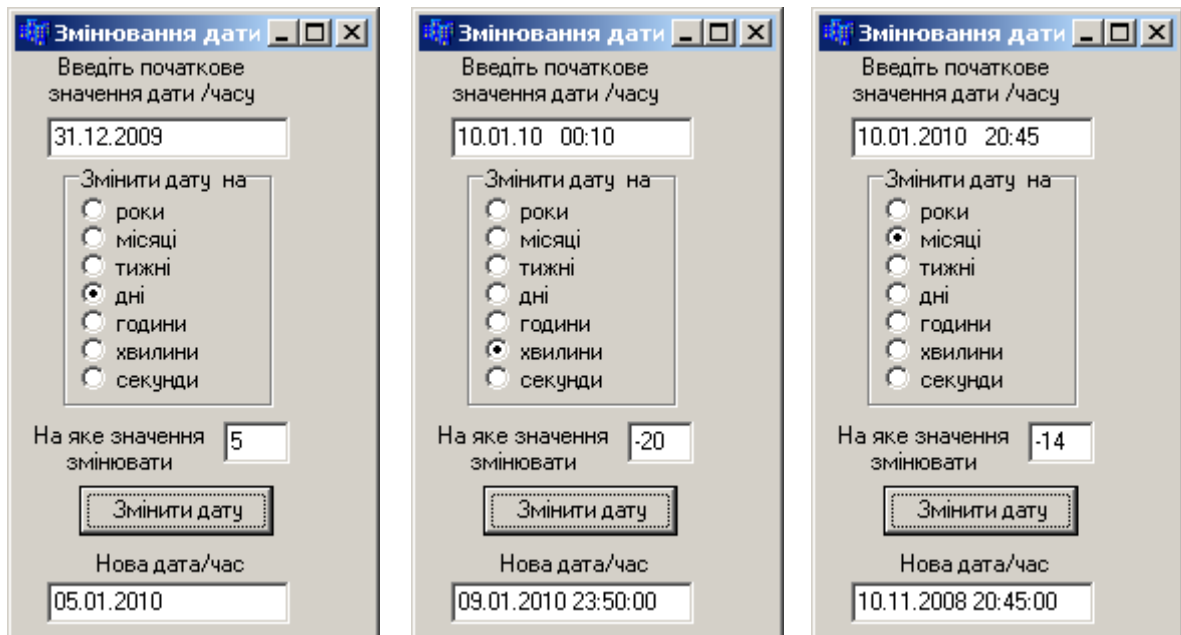 Змінювання дати
Введіть початкове
значення дати /часу
31.12.2009
Змінити дату на
роки
місяці
тижні
дні
години
хвилини
секунди
На яке значення
змінювати
5
Змінити дату
Нова дата/час
05.01.2010
Змінювання дати
Введіть початкове
значення дати /часу
10.01.10 00:10
Змінити дату на
роки
місяці
тижні
дні
години
хвилини
секунди
На яке значення
змінювати
-20
Змінити дату
Нова дата/час
09.01.2010 23:50:00
Змінювання дати
Введіть початкове
значення дати /часу
10.01.2010 20:45
Змінити дату на
роки
місяці
тижні
дні
години
хвилини
секунди
На яке значення
змінювати
-14
Змінити дату
Нова дата/час
10.11.2008 20:45:00